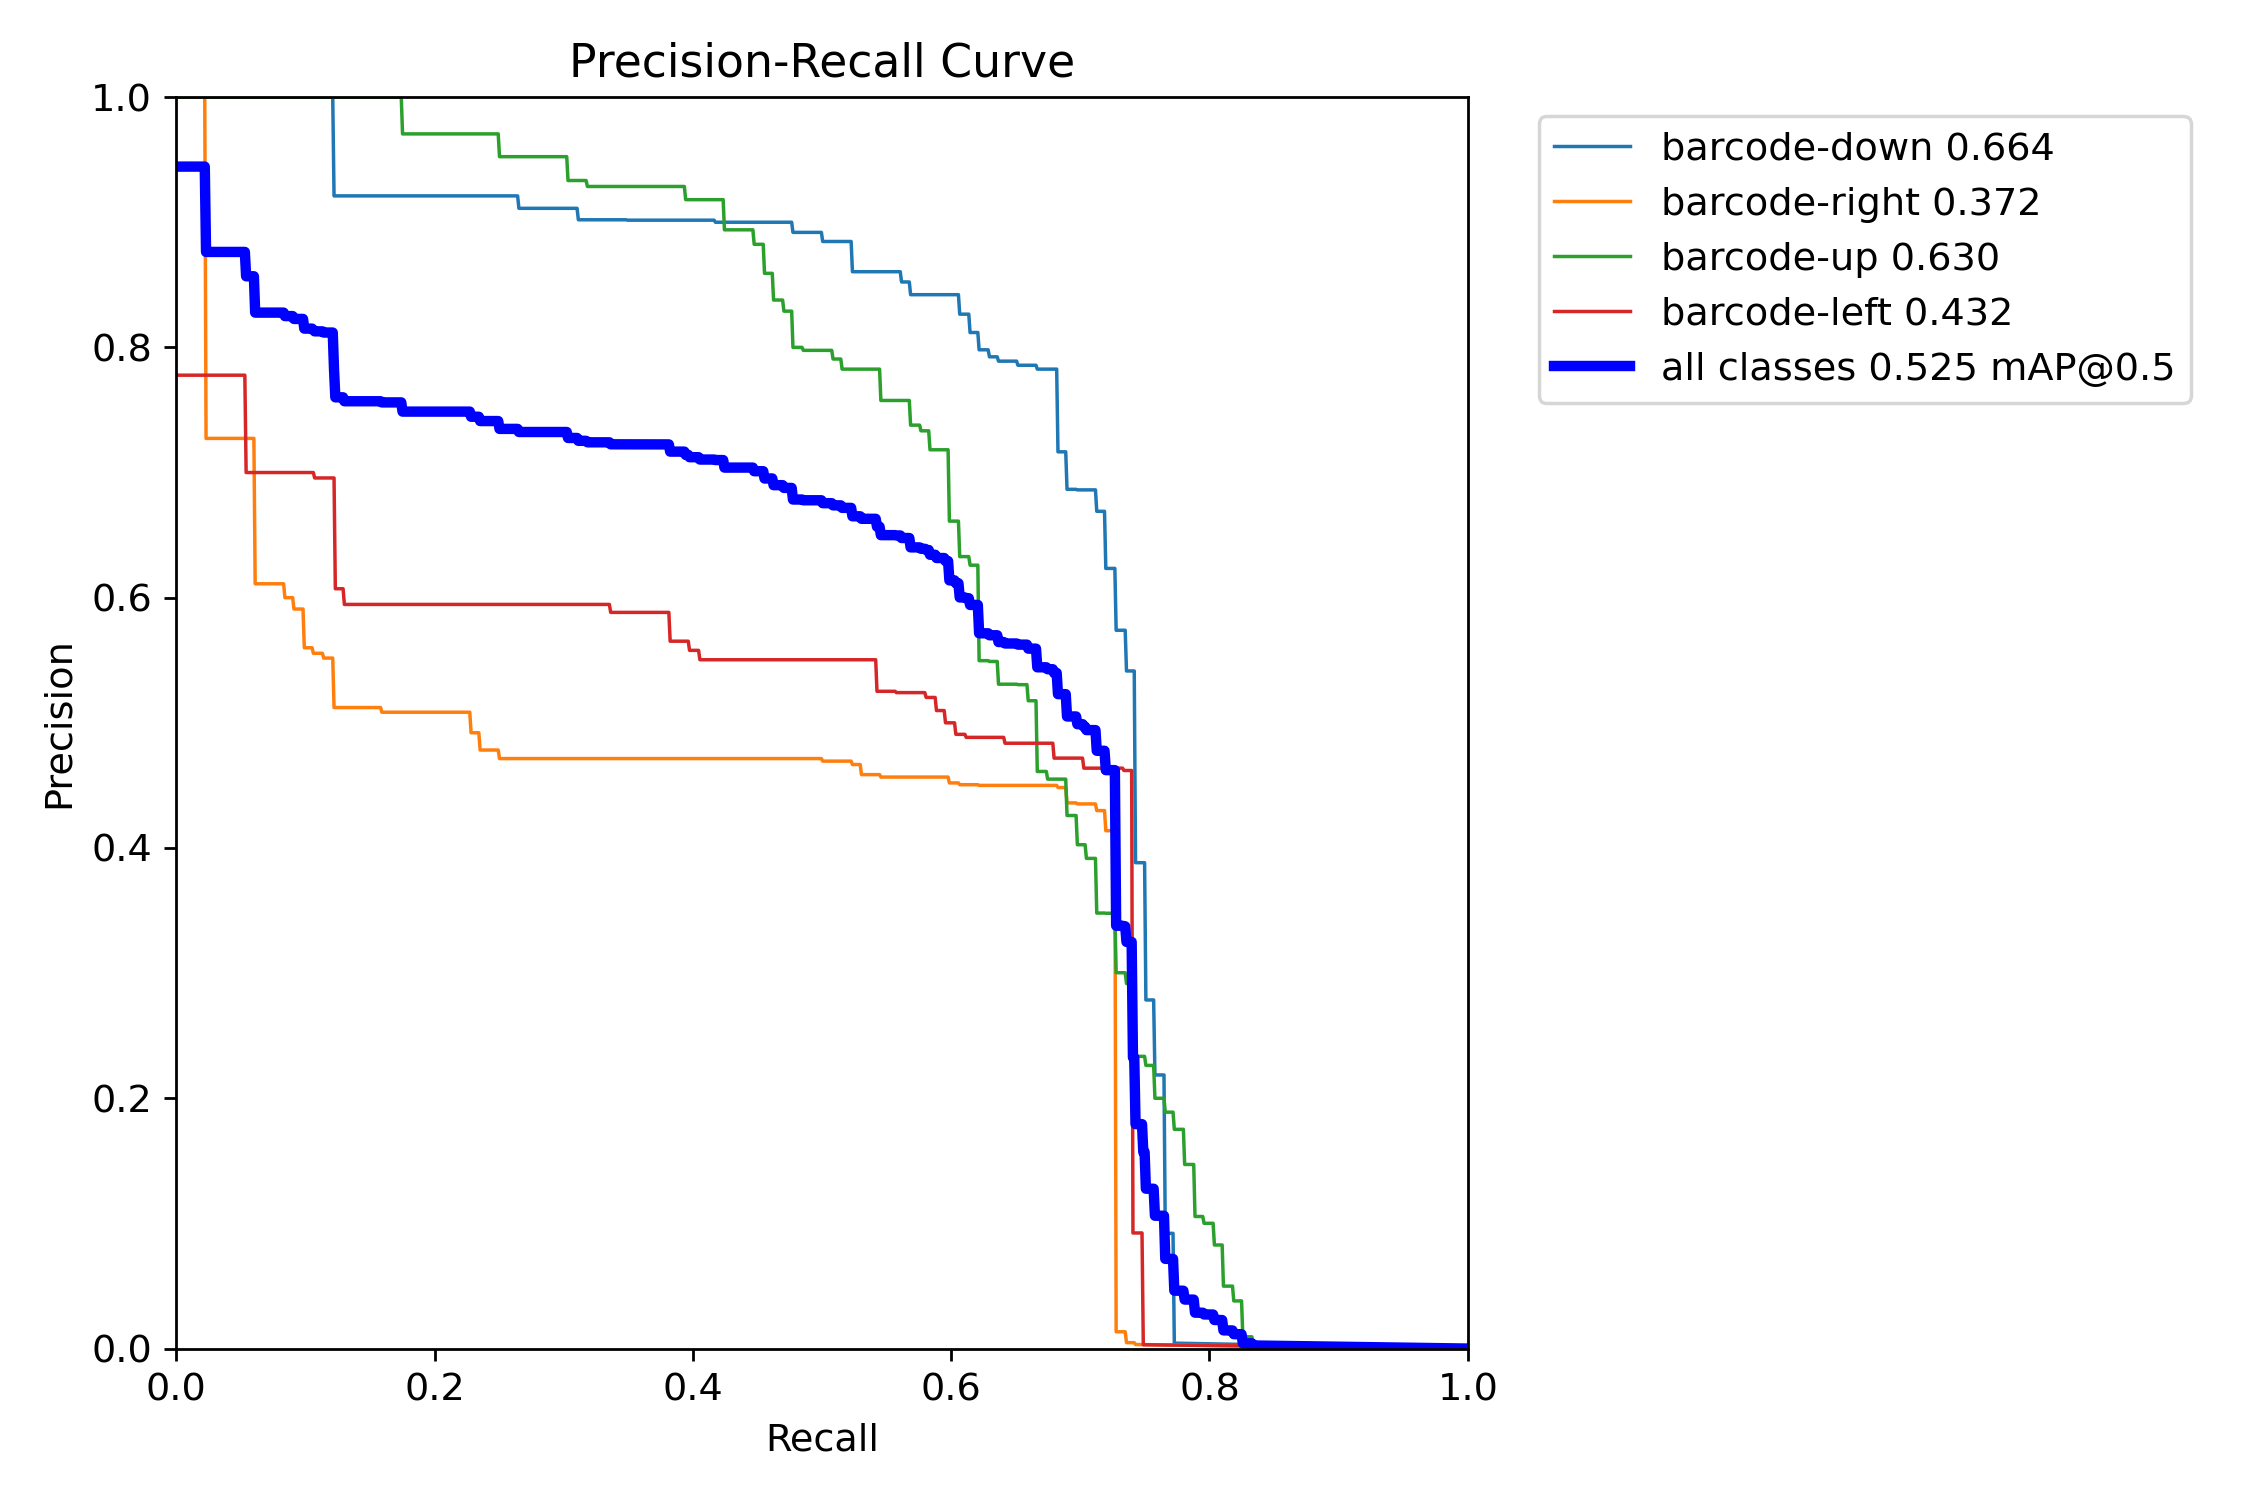 Precision-Recall Curve
1.0
0.8
0.6
0.4
0.2
0.0
Precision
0.0 0.2 0.4 0.6 0.8 1.0
Recall
barcode-down 0.664
barcode-right 0.372
barcode-up 0.630
barcode-left 0.432
all classes 0.525 mAP@0.5